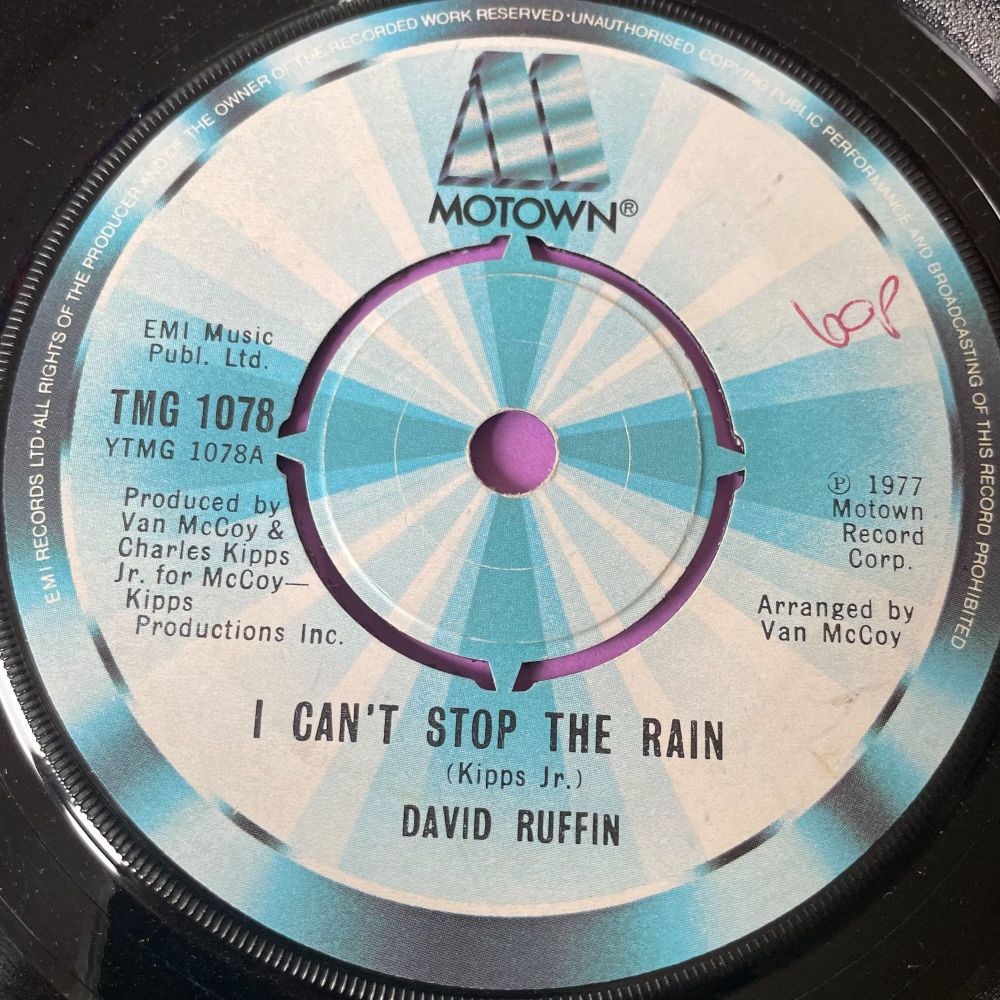 EMI RECORDS LTD·ALL RIGHTS OF THE PRODUCER AND OF THE OWNER OF THE RECORDED WORK RESERVED·UNAUTHORISED COPYING PUBLIC PERFORMANCE AND BROADCASTING OF THIS RECORD PROHIBITED
MOTOWN®
60p
EMI Music
Publ. Ltd.
TMG 1078
YTMG 1078A
Produced by
Van McCoy &
Charles Kipps
Jr. for McCoy—
Kipps
Productions Inc.
℗ 1977
Motown
Record
Corp.
Arranged by
Van McCoy
I CAN'T STOP THE RAIN
(Kipps Jr.)
DAVID RUFFIN